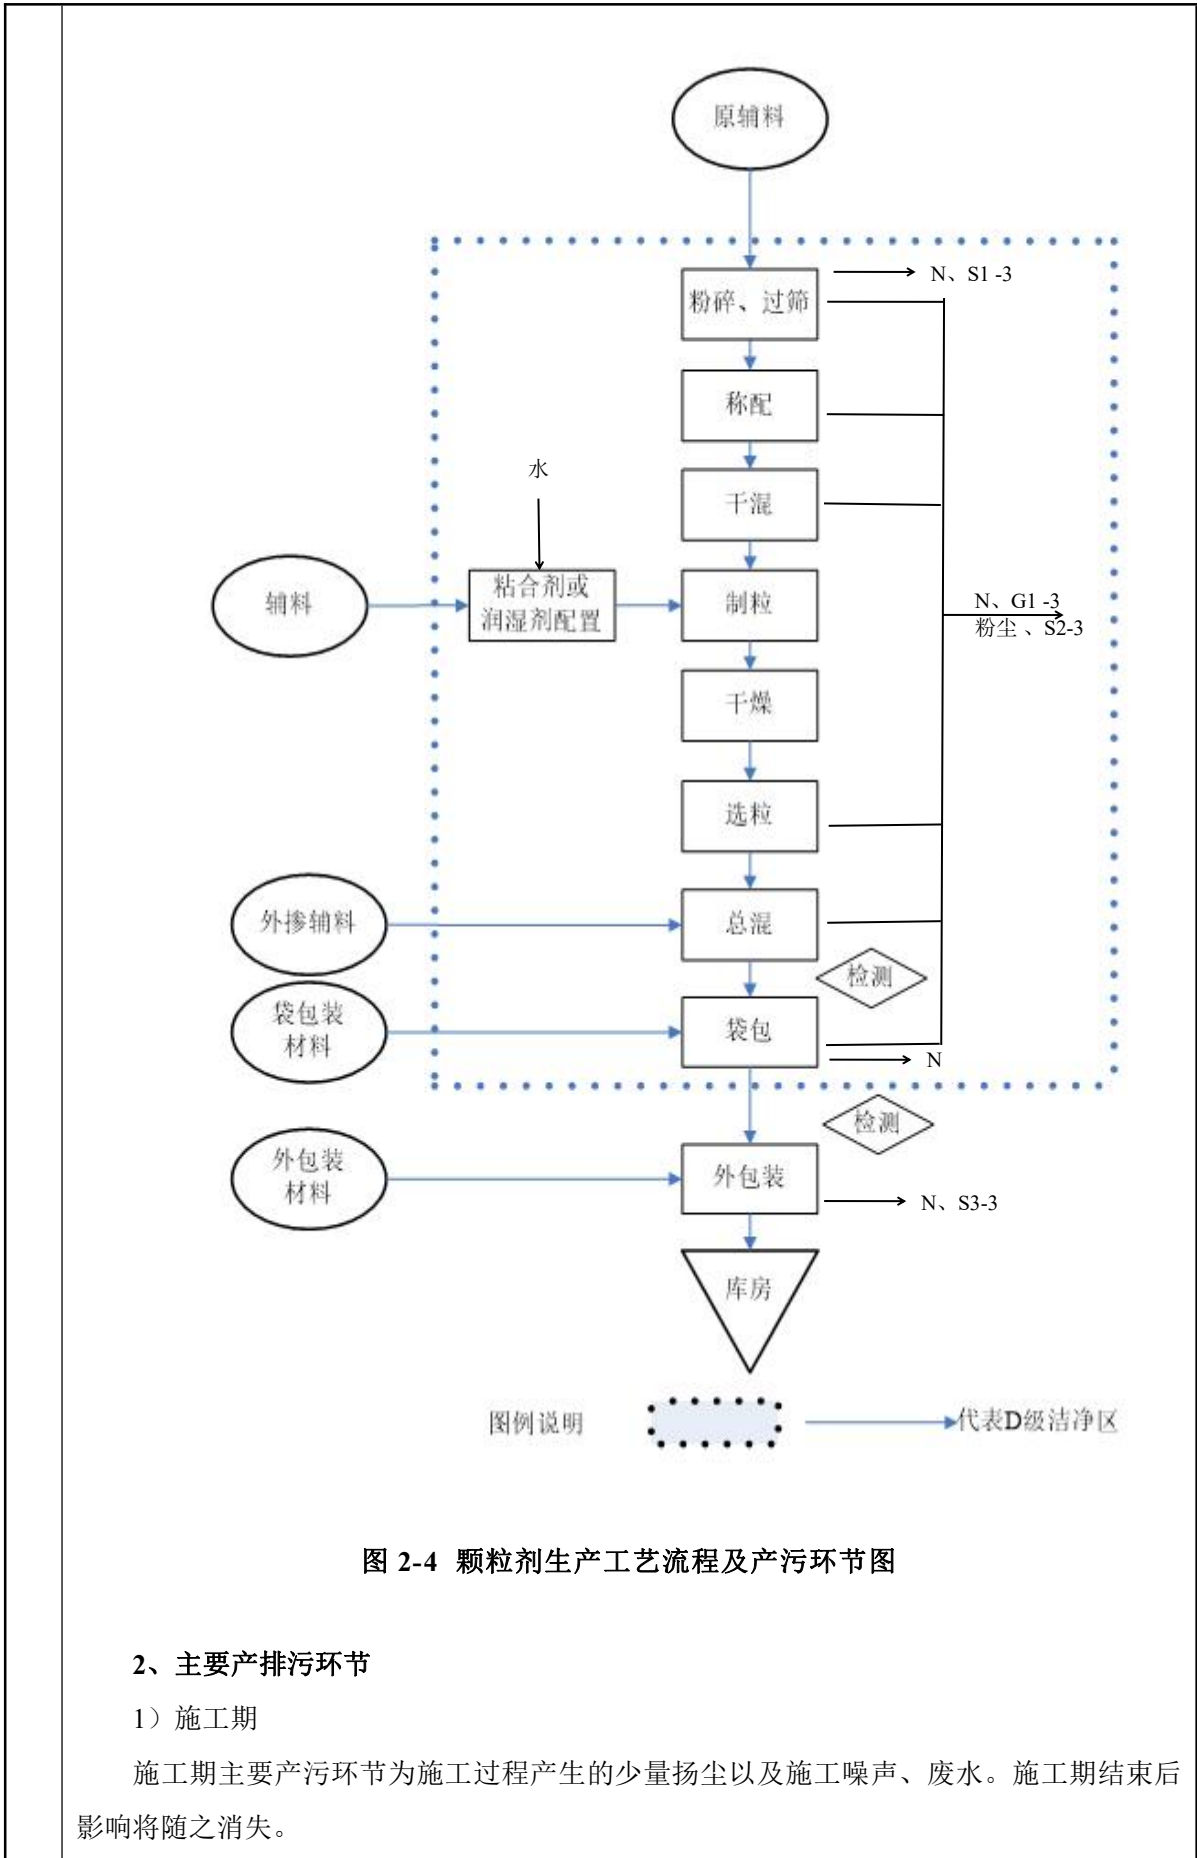 原辅料
粉碎、过筛
N、S1 -3
称配
干混
水
辅料
粘合剂或
润湿剂配置
制粒
N、G1 -3
粉尘 、S2-3
干燥
选粒
外掺辅料
总混
检测
袋包装
材料
袋包
N
检测
外包装
材料
外包装
N、S3-3
库房
图例说明
代表D级洁净区
图 2-4 颗粒剂生产工艺流程及产污环节图
2、主要产排污环节
1）施工期
施工期主要产污环节为施工过程产生的少量扬尘以及施工噪声、废水。施工期结束后
影响将随之消失。